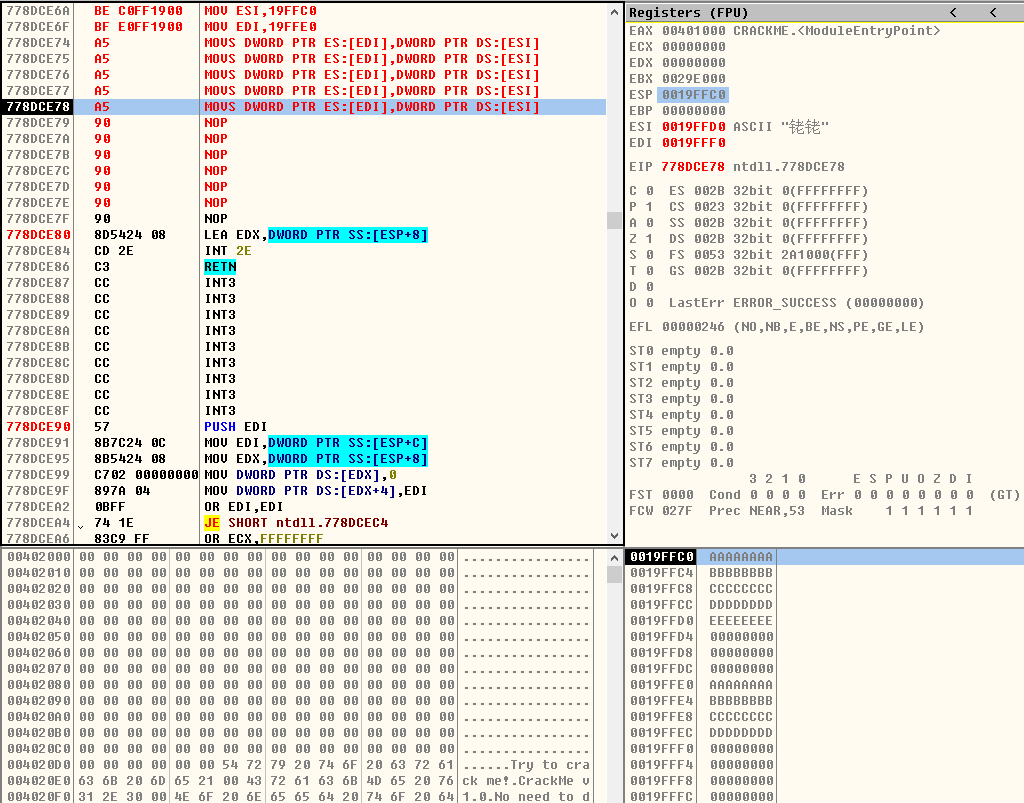 778DCE6A BE C0FF1900 MOV ESI,19FFC0
778DCE6F BF E0FF1900 MOV EDI,19FFE0
778DCE74 A5 MOVS DWORD PTR ES:[EDI],DWORD PTR DS:[ESI]
778DCE75 A5 MOVS DWORD PTR ES:[EDI],DWORD PTR DS:[ESI]
778DCE76 A5 MOVS DWORD PTR ES:[EDI],DWORD PTR DS:[ESI]
778DCE77 A5 MOVS DWORD PTR ES:[EDI],DWORD PTR DS:[ESI]
778DCE78 A5 MOVS DWORD PTR ES:[EDI],DWORD PTR DS:[ESI]
778DCE79 90 NOP
778DCE7A 90 NOP
778DCE7B 90 NOP
778DCE7C 90 NOP
778DCE7D 90 NOP
778DCE7E 90 NOP
778DCE7F 90 NOP
778DCE80 8D5424 08 LEA EDX,DWORD PTR SS:[ESP+8]
778DCE84 CD 2E INT 2E
778DCE86 C3 RETN
778DCE87 CC INT3
778DCE88 CC INT3
778DCE89 CC INT3
778DCE8A CC INT3
778DCE8B CC INT3
778DCE8C CC INT3
778DCE8D CC INT3
778DCE8E CC INT3
778DCE8F CC INT3
778DCE90 57 PUSH EDI
778DCE91 8B7C24 0C MOV EDI,DWORD PTR SS:[ESP+C]
778DCE95 8B5424 08 MOV EDX,DWORD PTR SS:[ESP+8]
778DCE99 C702 00000000 MOV DWORD PTR DS:[EDX],0
778DCE9F 897A 04 MOV DWORD PTR DS:[EDX+4],EDI
778DCEA2 0BFF OR EDI,EDI
778DCEA4 74 1E JE SHORT ntdll.778DCEC4
778DCEA6 83C9 FF OR ECX,FFFFFFFF
Registers (FPU) < <
EAX 00401000 CRACKME.<ModuleEntryPoint>
ECX 00000000
EDX 00000000
EBX 0029E000
ESP 0019FFC0
EBP 00000000
ESI 0019FFD0 ASCII "铑铑"
EDI 0019FFF0
EIP 778DCE78 ntdll.778DCE78
C 0 ES 002B 32bit 0(FFFFFFFF)
P 1 CS 0023 32bit 0(FFFFFFFF)
A 0 SS 002B 32bit 0(FFFFFFFF)
Z 1 DS 002B 32bit 0(FFFFFFFF)
S 0 FS 0053 32bit 2A1000(FFF)
T 0 GS 002B 32bit 0(FFFFFFFF)
D 0
O 0 LastErr ERROR_SUCCESS (00000000)
EFL 00000246 (NO,NB,E,BE,NS,PE,GE,LE)
ST0 empty 0.0
ST1 empty 0.0
ST2 empty 0.0
ST3 empty 0.0
ST4 empty 0.0
ST5 empty 0.0
ST6 empty 0.0
ST7 empty 0.0
3 2 1 0 E S P U O Z D I
FST 0000 Cond 0 0 0 0 Err 0 0 0 0 0 0 0 0 (GT)
FCW 027F Prec NEAR,53 Mask 1 1 1 1 1 1
00402000 00 00 00 00 00 00 00 00 00 00 00 00 00 00 00 00 ................
00402010 00 00 00 00 00 00 00 00 00 00 00 00 00 00 00 00 ................
00402020 00 00 00 00 00 00 00 00 00 00 00 00 00 00 00 00 ................
00402030 00 00 00 00 00 00 00 00 00 00 00 00 00 00 00 00 ................
00402040 00 00 00 00 00 00 00 00 00 00 00 00 00 00 00 00 ................
00402050 00 00 00 00 00 00 00 00 00 00 00 00 00 00 00 00 ................
00402060 00 00 00 00 00 00 00 00 00 00 00 00 00 00 00 00 ................
00402070 00 00 00 00 00 00 00 00 00 00 00 00 00 00 00 00 ................
00402080 00 00 00 00 00 00 00 00 00 00 00 00 00 00 00 00 ................
00402090 00 00 00 00 00 00 00 00 00 00 00 00 00 00 00 00 ................
004020A0 00 00 00 00 00 00 00 00 00 00 00 00 00 00 00 00 ................
004020B0 00 00 00 00 00 00 00 00 00 00 00 00 00 00 00 00 ................
004020C0 00 00 00 00 00 00 00 00 00 00 00 00 00 00 00 00 ................
004020D0 00 00 00 00 00 00 54 72 79 20 74 6F 20 63 72 61 ......Try to cra
004020E0 63 6B 20 6D 65 21 00 43 72 61 63 6B 4D 65 20 76 ck me!.CrackMe v
004020F0 31 2E 30 00 4E 6F 20 6E 65 65 64 20 74 6F 20 64 1.0.No need to d
0019FFC0 AAAAAAAA
0019FFC4 BBBBBBBB
0019FFC8 CCCCCCCC
0019FFCC DDDDDDDD
0019FFD0 EEEEEEEE
0019FFD4 00000000
0019FFD8 00000000
0019FFDC 00000000
0019FFE0 AAAAAAAA
0019FFE4 BBBBBBBB
0019FFE8 CCCCCCCC
0019FFEC DDDDDDDD
0019FFF0 00000000
0019FFF4 00000000
0019FFF8 00000000
0019FFFC 00000000